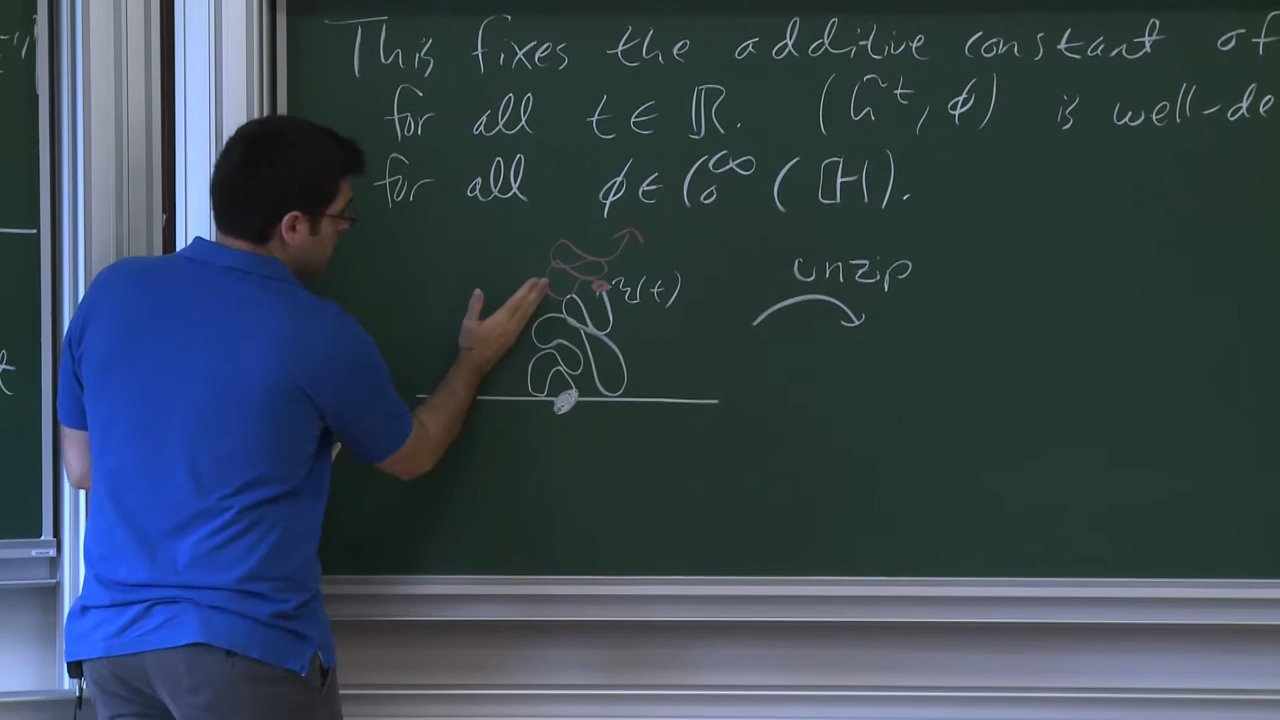 This fixes the additive constant of
for all t ∈ ℝ. (h̃ᵗ, ϕ) is well-de
for all ϕ ∈ C₀^∞ (ℍ).
unzip
η(t)